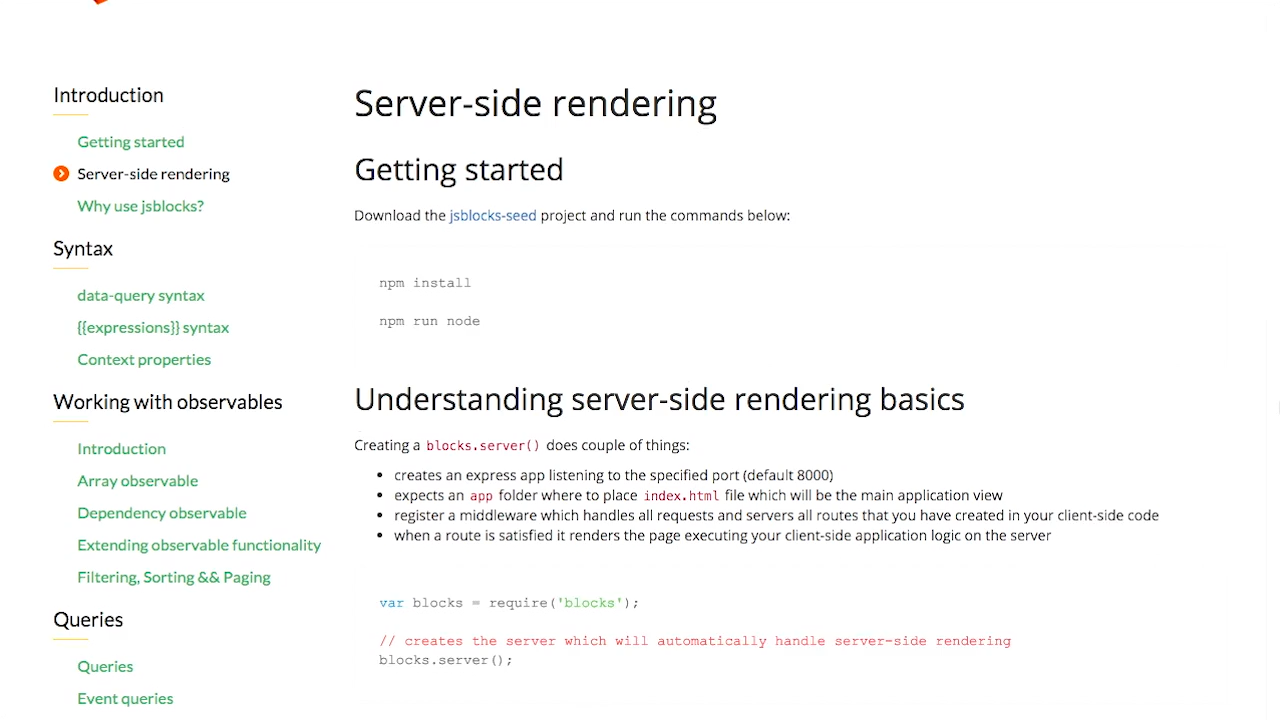 Introduction
Getting started
Server-side rendering
Why use jsblocks?
Syntax
data-query syntax
{{expressions}} syntax
Context properties
Working with observables
Introduction
Array observable
Dependency observable
Extending observable functionality
Filtering, Sorting && Paging
Queries
Queries
Event queries
Server-side rendering
Getting started
Download the jsblocks-seed project and run the commands below:
npm install
npm run node
Understanding server-side rendering basics
Creating a blocks.server() does couple of things:
• creates an express app listening to the specified port (default 8000)
• expects an app folder where to place index.html file which will be the main application view
• register a middleware which handles all requests and servers all routes that you have created in your client-side code
• when a route is satisfied it renders the page executing your client-side application logic on the server
var blocks = require('blocks');
// creates the server which will automatically handle server-side rendering
blocks.server();